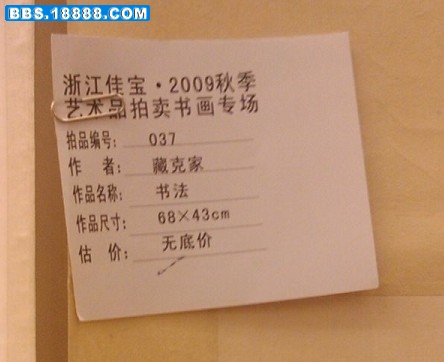 BBS.18888.COM
浙江佳宝·2009秋季
艺术品拍卖书画专场
拍品编号: 037
作 者: 藏克家
作品名称: 书法
作品尺寸: 68×43cm
估 价: 无底价